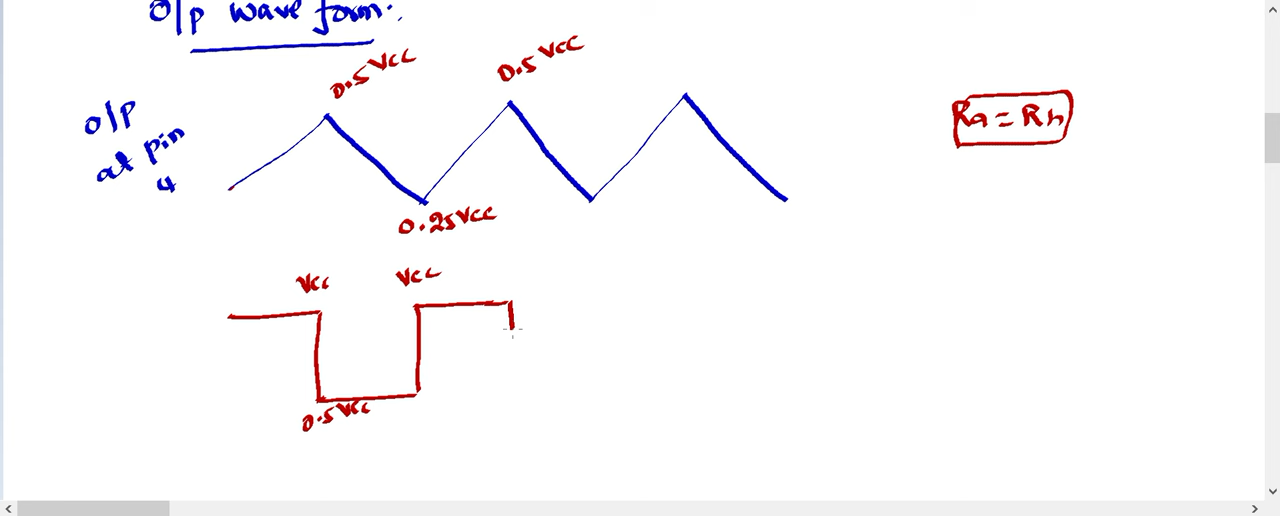 o/p wave form:
0.5 Vcc
0.5 Vcc
o/p
at pin
4
Ra = Rb
0.25 Vcc
Vcc
Vcc
0.5 Vcc